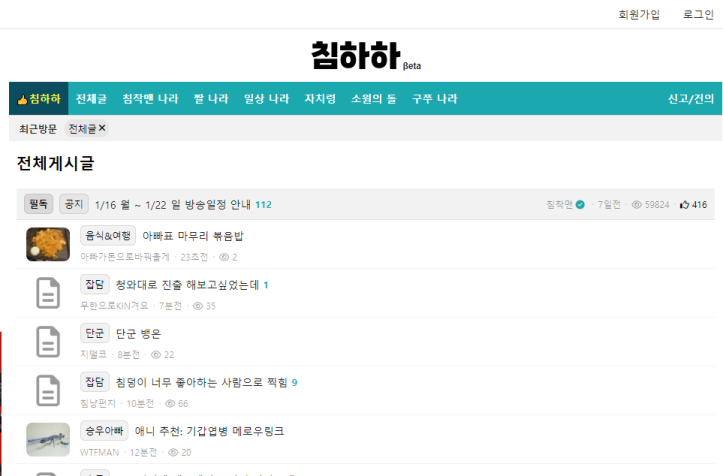 회원가입 로그인
침하하 βeta
침하하 전체글 침착맨 나라 짤 나라 일상 나라 자치령 소원의 돌 구쭈 나라 신고/건의
최근방문 전체글 ✕
전체게시글
필독 공지 1/16 월 ~ 1/22 일 방송일정 안내 112 침착맨 · 7일전 · 59824 · 416
음식&여행 아빠표 마무리 볶음밥
아빠가돈으로바꿔올게 · 23초전 · 2
잡담 청와대로 진출 해보고싶었는데 1
무한으로KIN겨요 · 7분전 · 35
단군 단군 뱅온
지떨코 · 8분전 · 22
잡담 침덩이 너무 좋아하는 사람으로 찍힘 9
침냥펀지 · 10분전 · 66
승우아빠 애니 추천: 기갑엽병 메로우링크
WTFMAN · 12분전 · 20